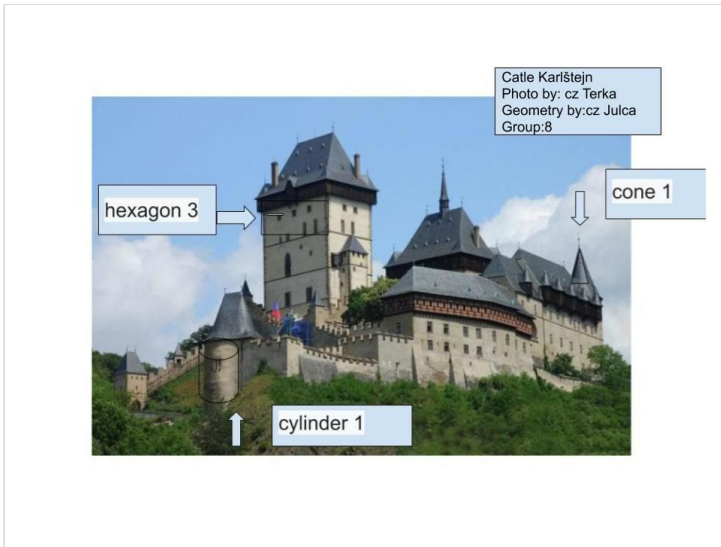 Catle Karlštejn
Photo by: cz Terka
Geometry by:cz Julca
Group:8
cone 1
hexagon 3
cylinder 1